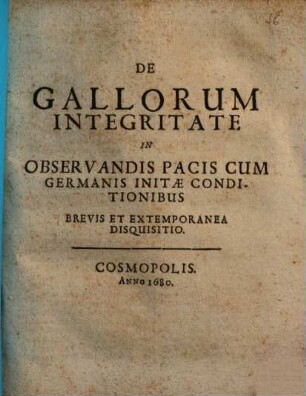 DE
GALLORUM
INTEGRITATE
IN
OBSERVANDIS PACIS CUM
GERMANIS INITÆ CONDI-
TIONIBUS
BREVIS ET EXTEMPORANEA
DISQUISITIO.
COSMOPOLIS.
ANNO 1680.